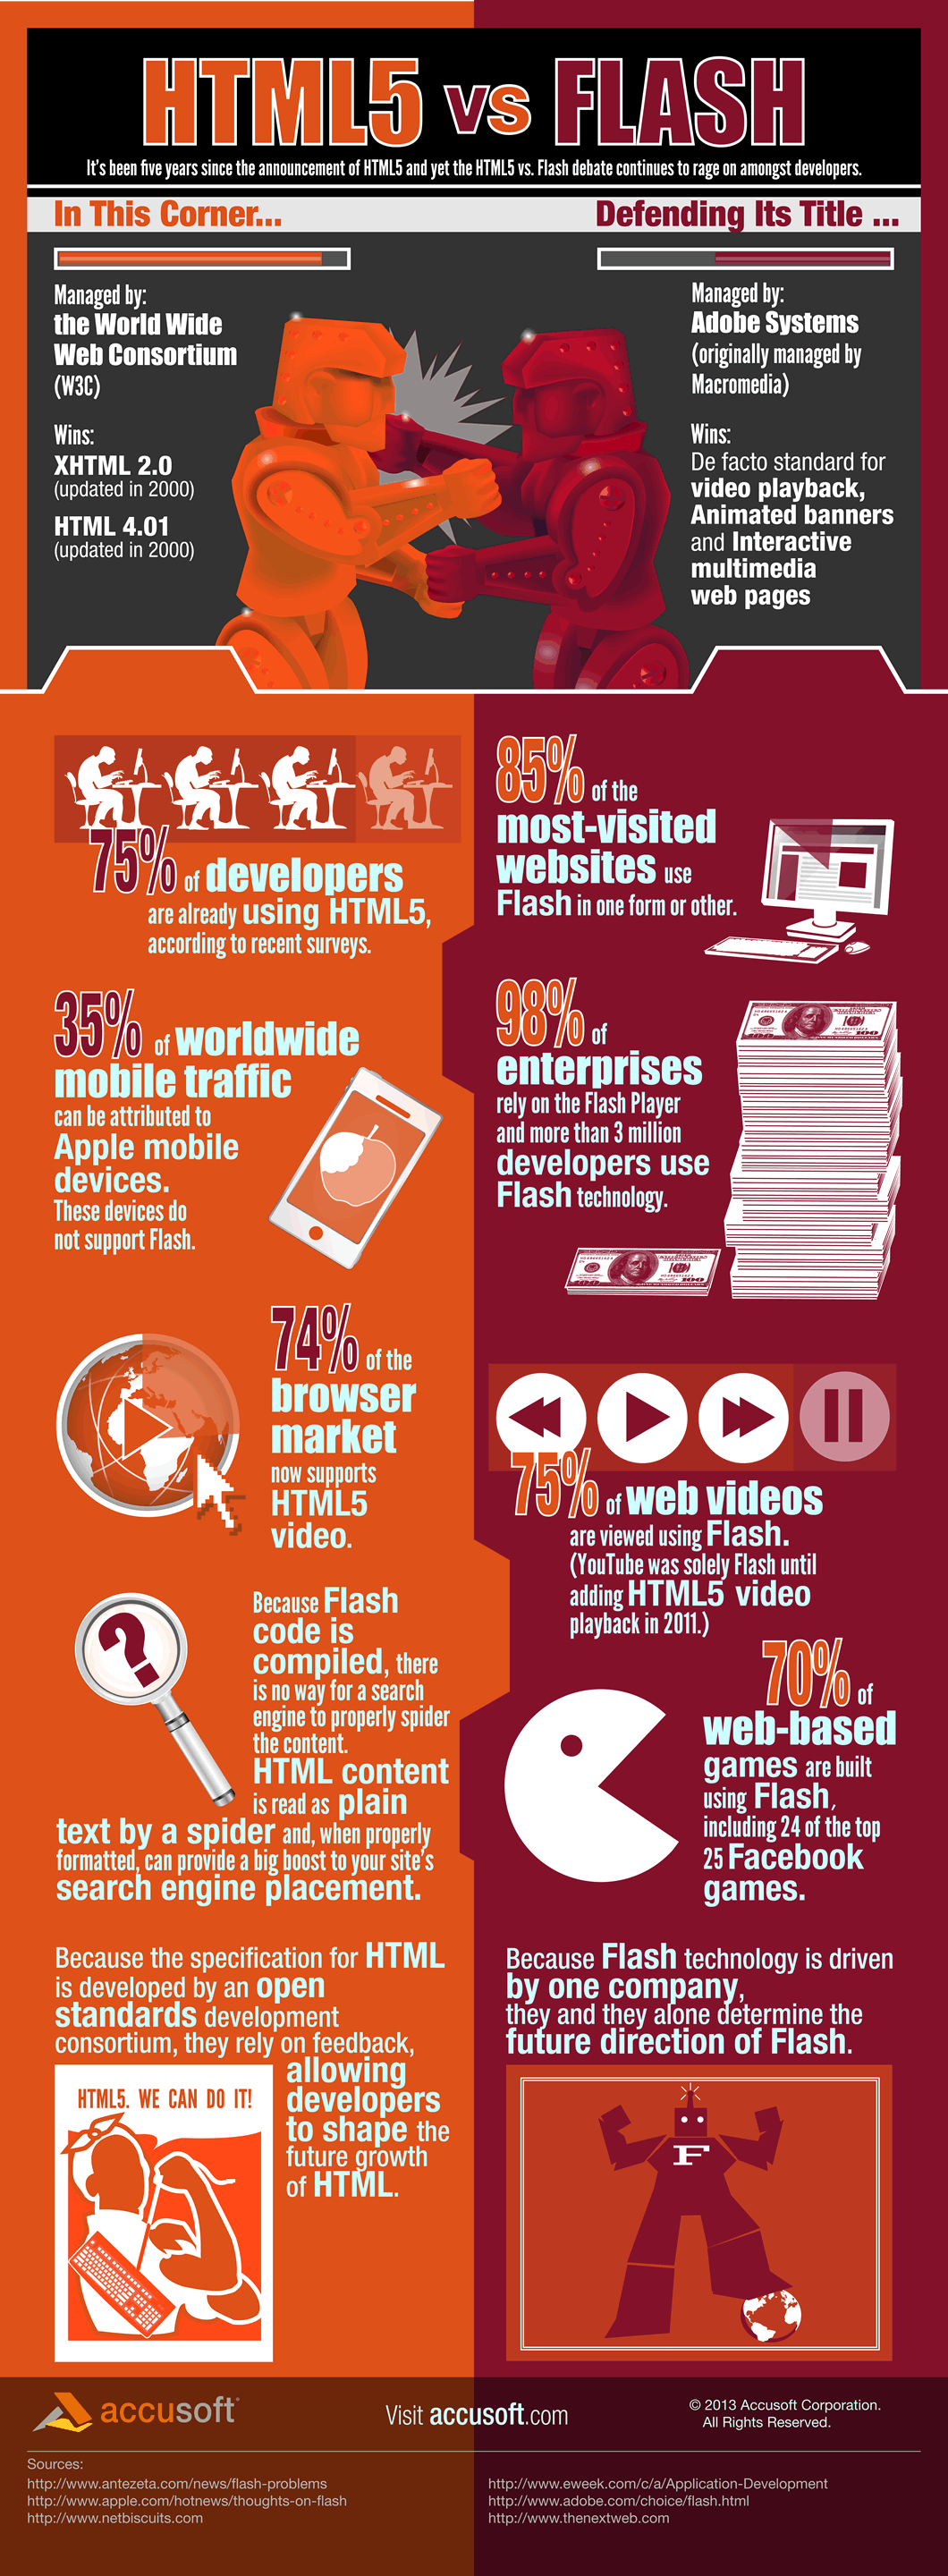 HTML5 vs FLASH
It's been five years since the announcement of HTML5 and yet the HTML5 vs. Flash debate continues to rage on amongst developers.
In This Corner...
Managed by:
the World Wide
Web Consortium
(W3C)
Wins:
XHTML 2.0
(updated in 2000)
HTML 4.01
(updated in 2000)
Defending Its Title ...
Managed by:
Adobe Systems
(originally managed by
Macromedia)
Wins:
De facto standard for
video playback,
Animated banners
and Interactive
multimedia
web pages
75% of developers
are already using HTML5,
according to recent surveys.
35% of worldwide
mobile traffic
can be attributed to
Apple mobile
devices.
These devices do
not support Flash.
74% of the
browser
market
now supports
HTML5
video.
Because Flash
code is
compiled, there
is no way for a search
engine to properly spider
the content.
HTML content
is read as plain
text by a spider and, when properly
formatted, can provide a big boost to your site's
search engine placement.
Because the specification for HTML
is developed by an open
standards development
consortium, they rely on feedback,
allowing
developers
to shape the
future growth
of HTML.
HTML5. WE CAN DO IT!
85% of the
most-visited
websites use
Flash in one form or other.
98% of
enterprises
rely on the Flash Player
and more than 3 million
developers use
Flash technology.
100
100
75% of web videos
are viewed using Flash.
(YouTube was solely Flash until
adding HTML5 video
playback in 2011.)
70% of
web-based
games are built
using Flash,
including 24 of the top
25 Facebook
games.
Because Flash technology is driven
by one company,
they and they alone determine the
future direction of Flash.
F
accusoft
Visit accusoft.com
© 2013 Accusoft Corporation.
All Rights Reserved.
Sources:
http://www.antezeta.com/news/flash-problems
http://www.apple.com/hotnews/thoughts-on-flash
http://www.netbiscuits.com
http://www.eweek.com/c/a/Application-Development
http://www.adobe.com/choice/flash.html
http://www.thenextweb.com